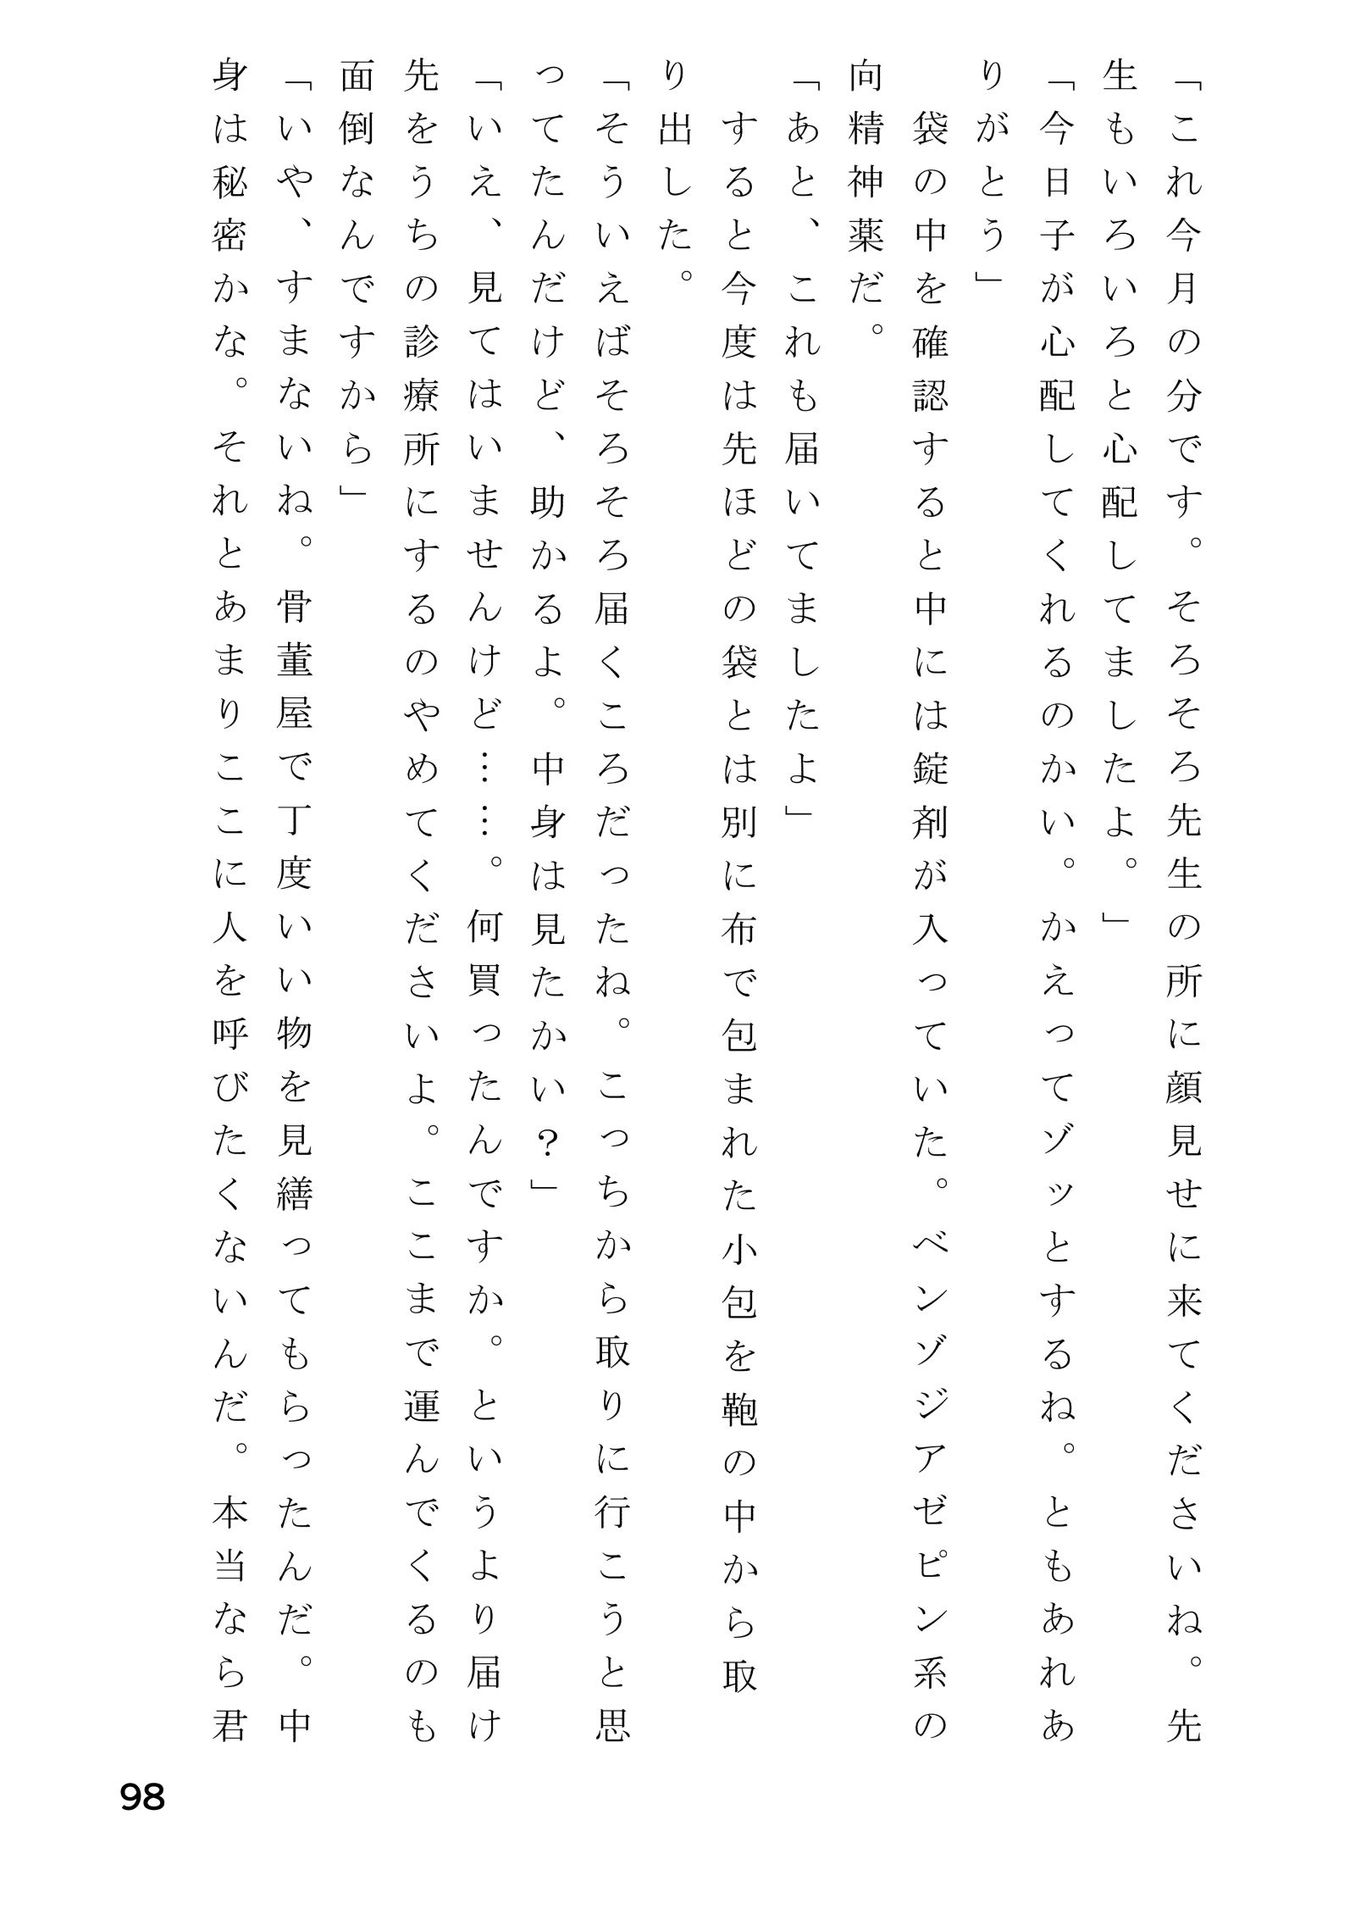 「これ今月の分です。そろそろ先生の所に顔見せに来てくださいね。先
生もいろいろと心配してましたよ。」
「今日子が心配してくれるのかい。かえってゾッとするね。ともあれあ
りがとう」
　袋の中を確認すると中には錠剤が入っていた。ベンゾジアゼピン系の
向精神薬だ。
「あと、これも届いてましたよ」
　すると今度は先ほどの袋とは別に布で包まれた小包を鞄の中から取
り出した。
「そういえばそろそろ届くころだったね。こっちから取りに行こうと思
ってたんだけど、助かるよ。中身は見たかい？」
「いえ、見てはいませんけど……。何買ったんですか。というより届け
先をうちの診療所にするのやめてくださいよ。ここまで運んでくるのも
面倒なんですから」
「いや、すまないね。骨董屋で丁度いい物を見繕ってもらったんだ。中
身は秘密かな。それとあまりここに人を呼びたくないんだ。本当なら君
98